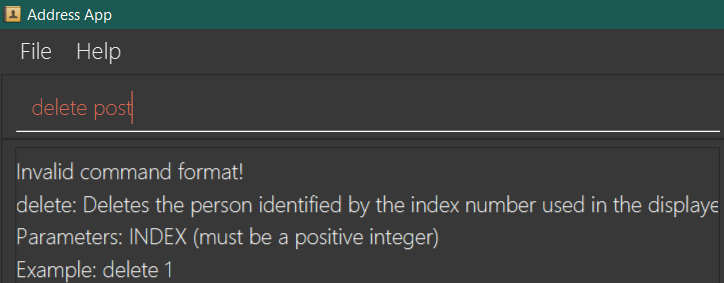 Address App
File Help
delete post
Invalid command format!
delete: Deletes the person identified by the index number used in the displaye
Parameters: INDEX (must be a positive integer)
Example: delete 1